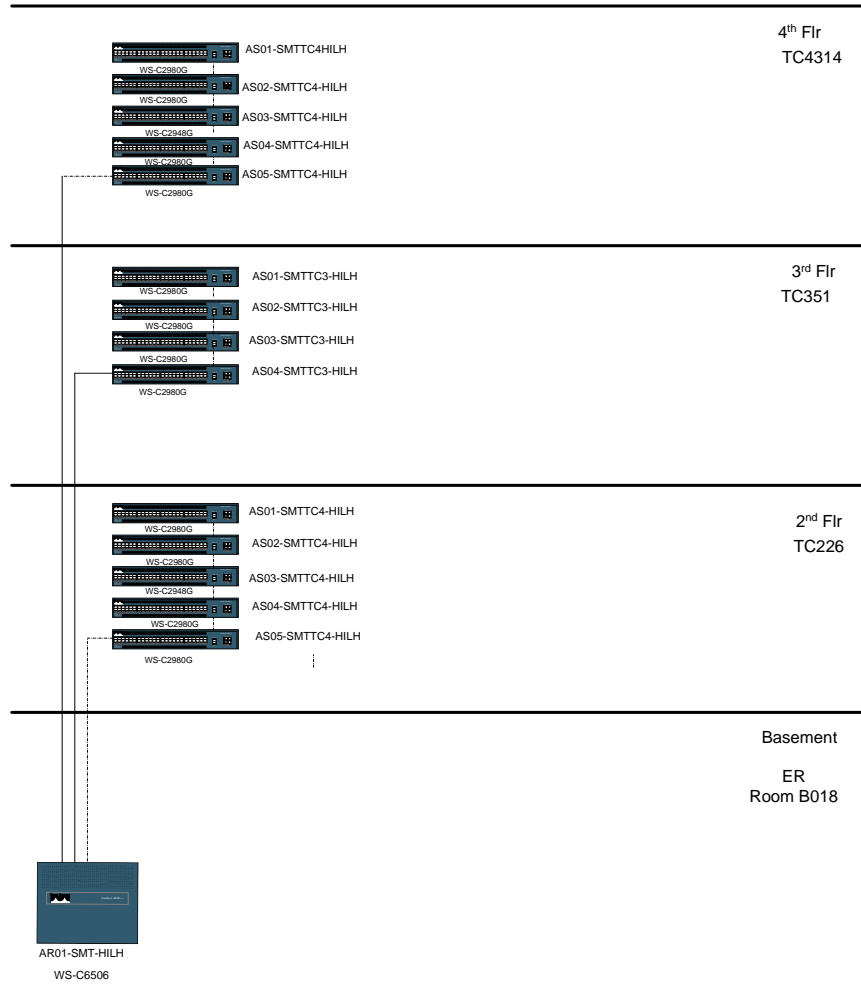 4th Flr
TC4314
AS01-SMTTC4HILH
WS-C2980G
AS02-SMTTC4-HILH
WS-C2980G
AS03-SMTTC4-HILH
WS-C2948G
AS04-SMTTC4-HILH
WS-C2980G
AS05-SMTTC4-HILH
WS-C2980G
3rd Flr
TC351
AS01-SMTTC3-HILH
WS-C2980G
AS02-SMTTC3-HILH
WS-C2980G
AS03-SMTTC3-HILH
WS-C2980G
AS04-SMTTC3-HILH
WS-C2980G
2nd Flr
TC226
AS01-SMTTC4-HILH
WS-C2980G
AS02-SMTTC4-HILH
WS-C2980G
AS03-SMTTC4-HILH
WS-C2948G
AS04-SMTTC4-HILH
WS-C2980G
AS05-SMTTC4-HILH
WS-C2980G
Basement
ER
Room B018
AR01-SMT-HILH
WS-C6506